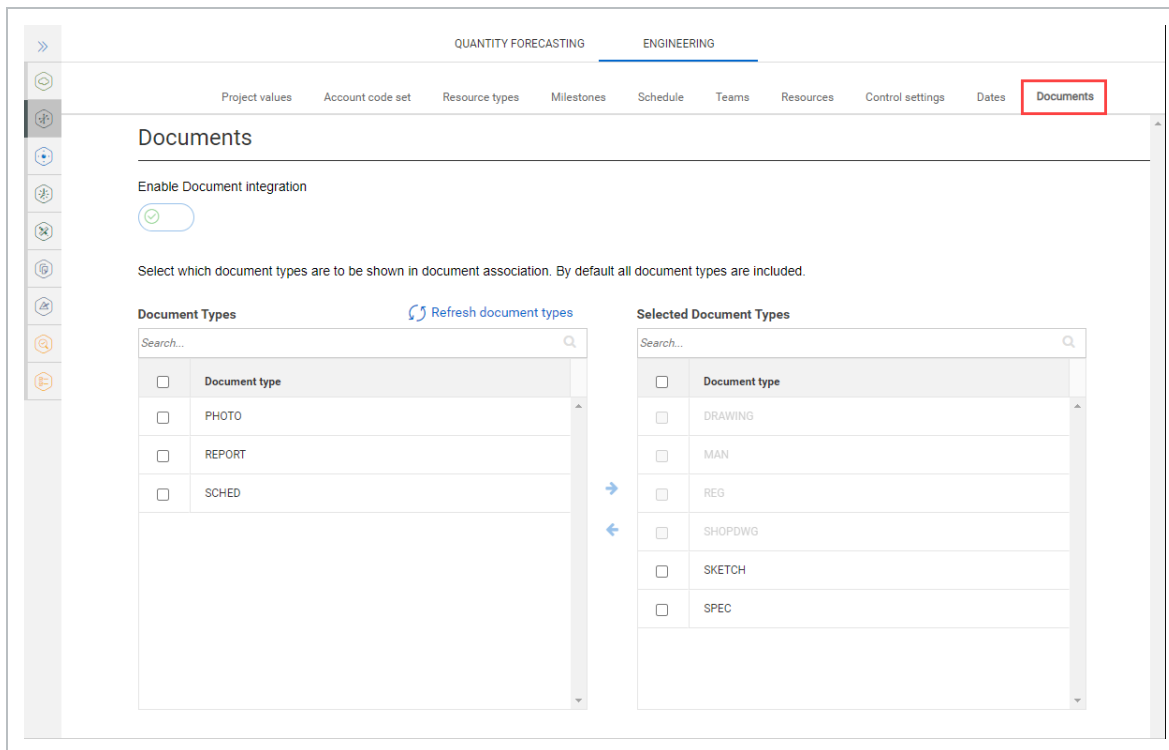 QUANTITY FORECASTING ENGINEERING
Project values Account code set Resource types Milestones Schedule Teams Resources Control settings Dates Documents
Documents
Enable Document integration
Select which document types are to be shown in document association. By default all document types are included.
Document Types Refresh document types Selected Document Types
Search... Search...
Document type Document type
PHOTO DRAWING
REPORT MAN
SCHED REG
SHOPDWG
SKETCH
SPEC